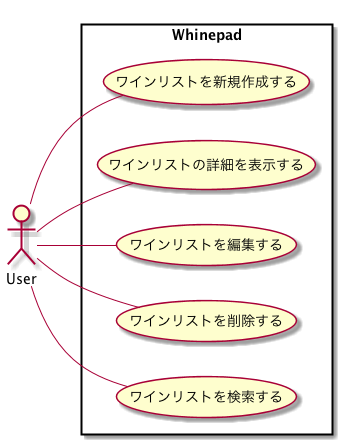 Whinepad
ワインリストを新規作成する
ワインリストの詳細を表示する
ワインリストを編集する
User
ワインリストを削除する
ワインリストを検索する